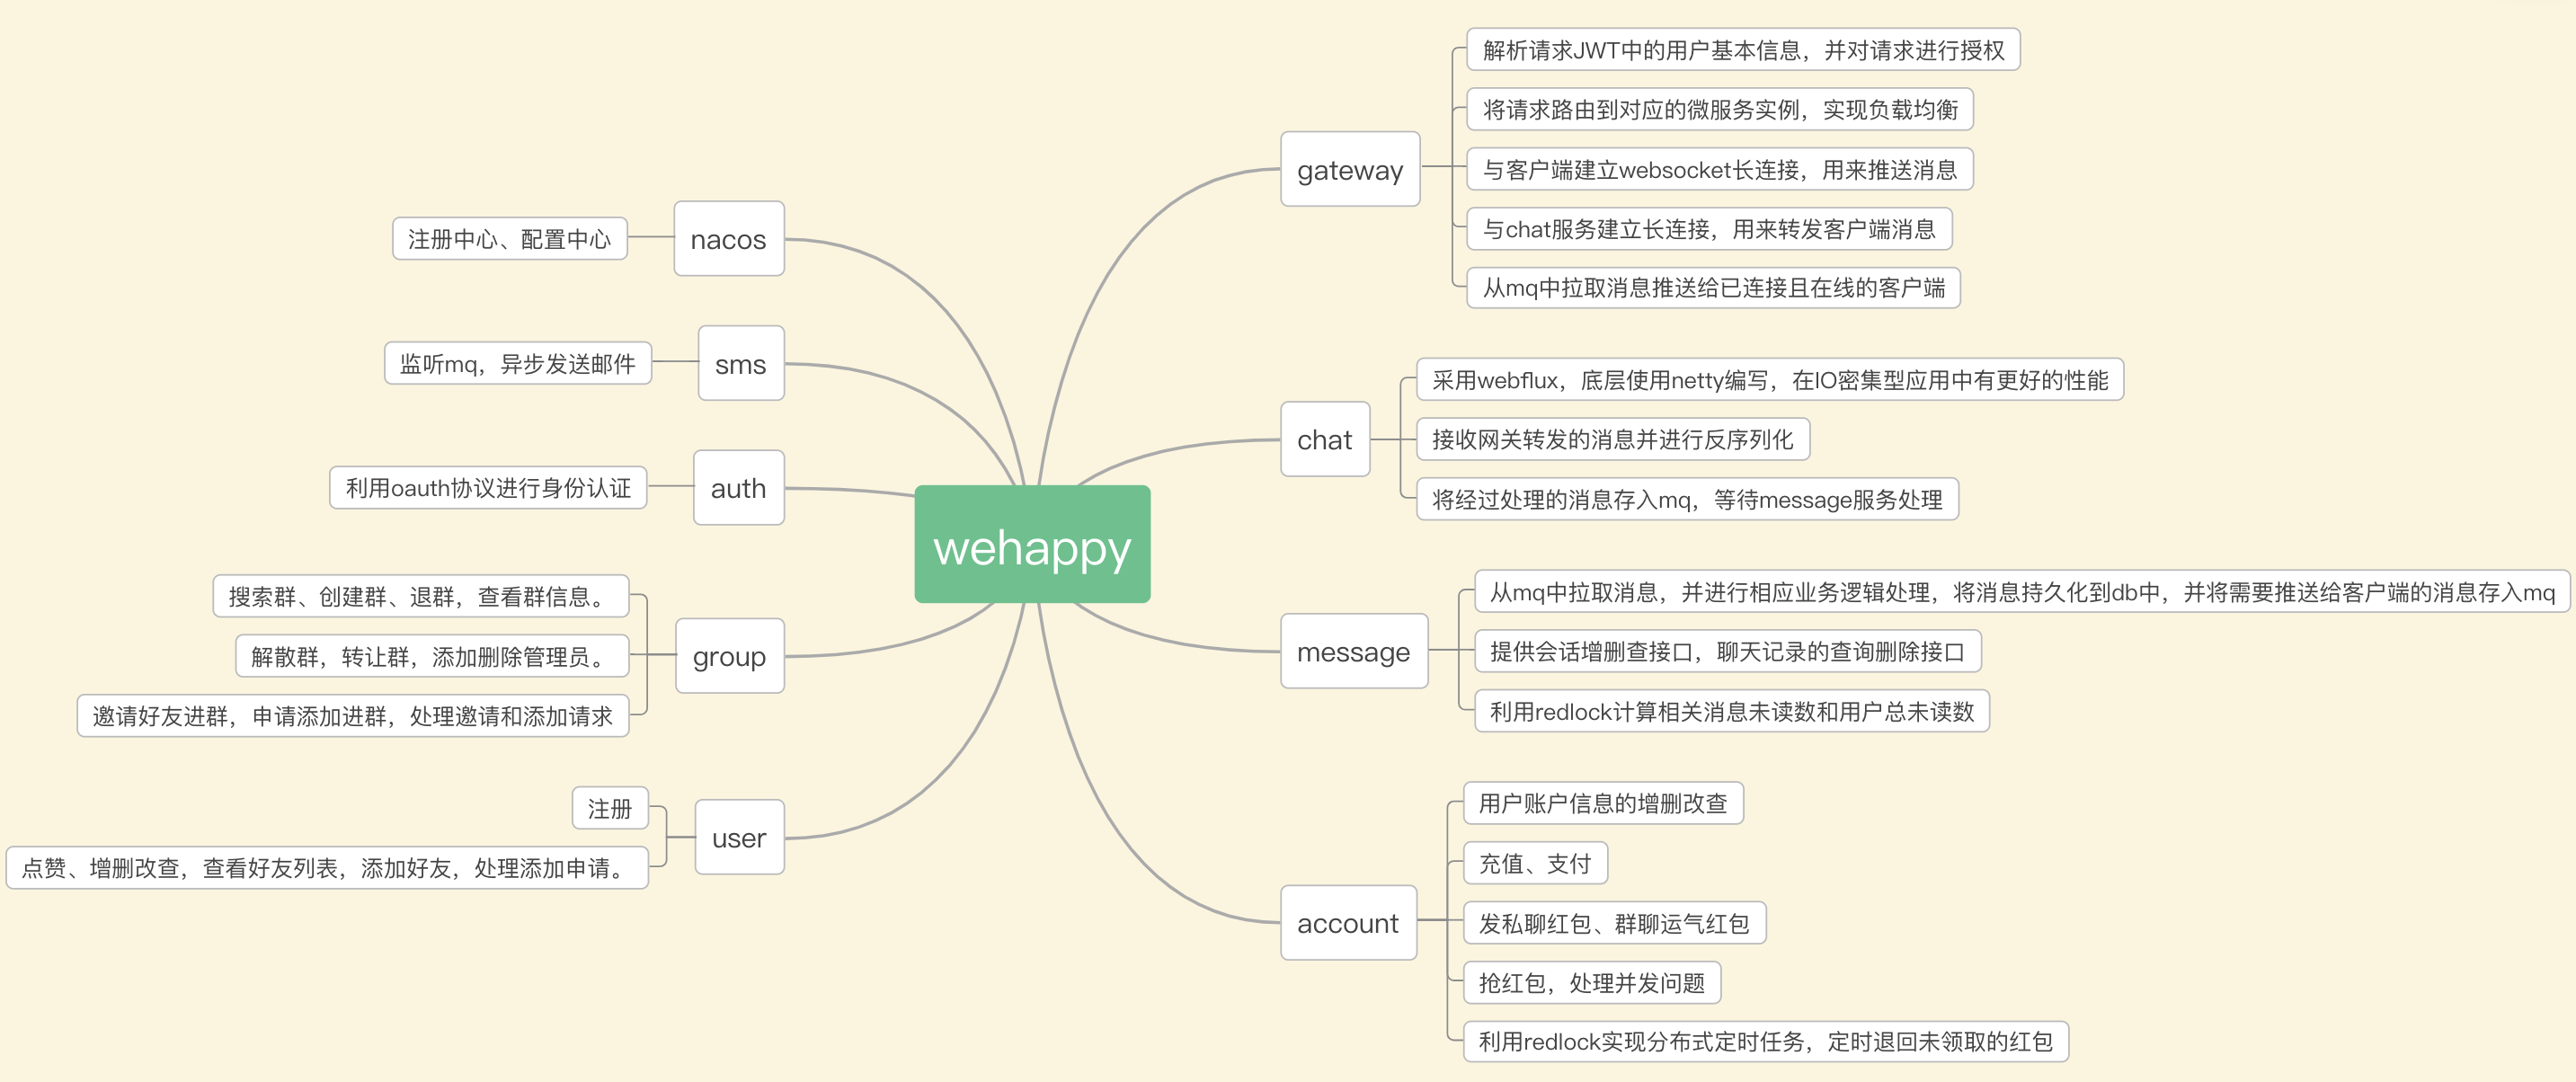 wehappy
gateway
解析请求JWT中的用户基本信息，并对请求进行授权
将请求路由到对应的微服务实例，实现负载均衡
与客户端建立websocket长连接，用来推送消息
与chat服务建立长连接，用来转发客户端消息
从mq中拉取消息推送给已连接且在线的客户端
chat
采用webflux，底层使用netty编写，在IO密集型应用中有更好的性能
接收网关转发的消息并进行反序列化
将经过处理的消息存入mq，等待message服务处理
message
从mq中拉取消息，并进行相应业务逻辑处理，将消息持久化到db中，并将需要推送给客户端的消息存入mq
提供会话增删查接口，聊天记录的查询删除接口
利用redlock计算相关消息未读数和用户总未读数
account
用户账户信息的增删改查
充值、支付
发私聊红包、群聊运气红包
抢红包，处理并发问题
利用redlock实现分布式定时任务，定时退回未领取的红包
nacos
注册中心、配置中心
sms
监听mq，异步发送邮件
auth
利用oauth协议进行身份认证
group
搜索群、创建群、退群，查看群信息。
解散群，转让群，添加删除管理员。
邀请好友进群，申请添加进群，处理邀请和添加请求
user
注册
点赞、增删改查，查看好友列表，添加好友，处理添加申请。